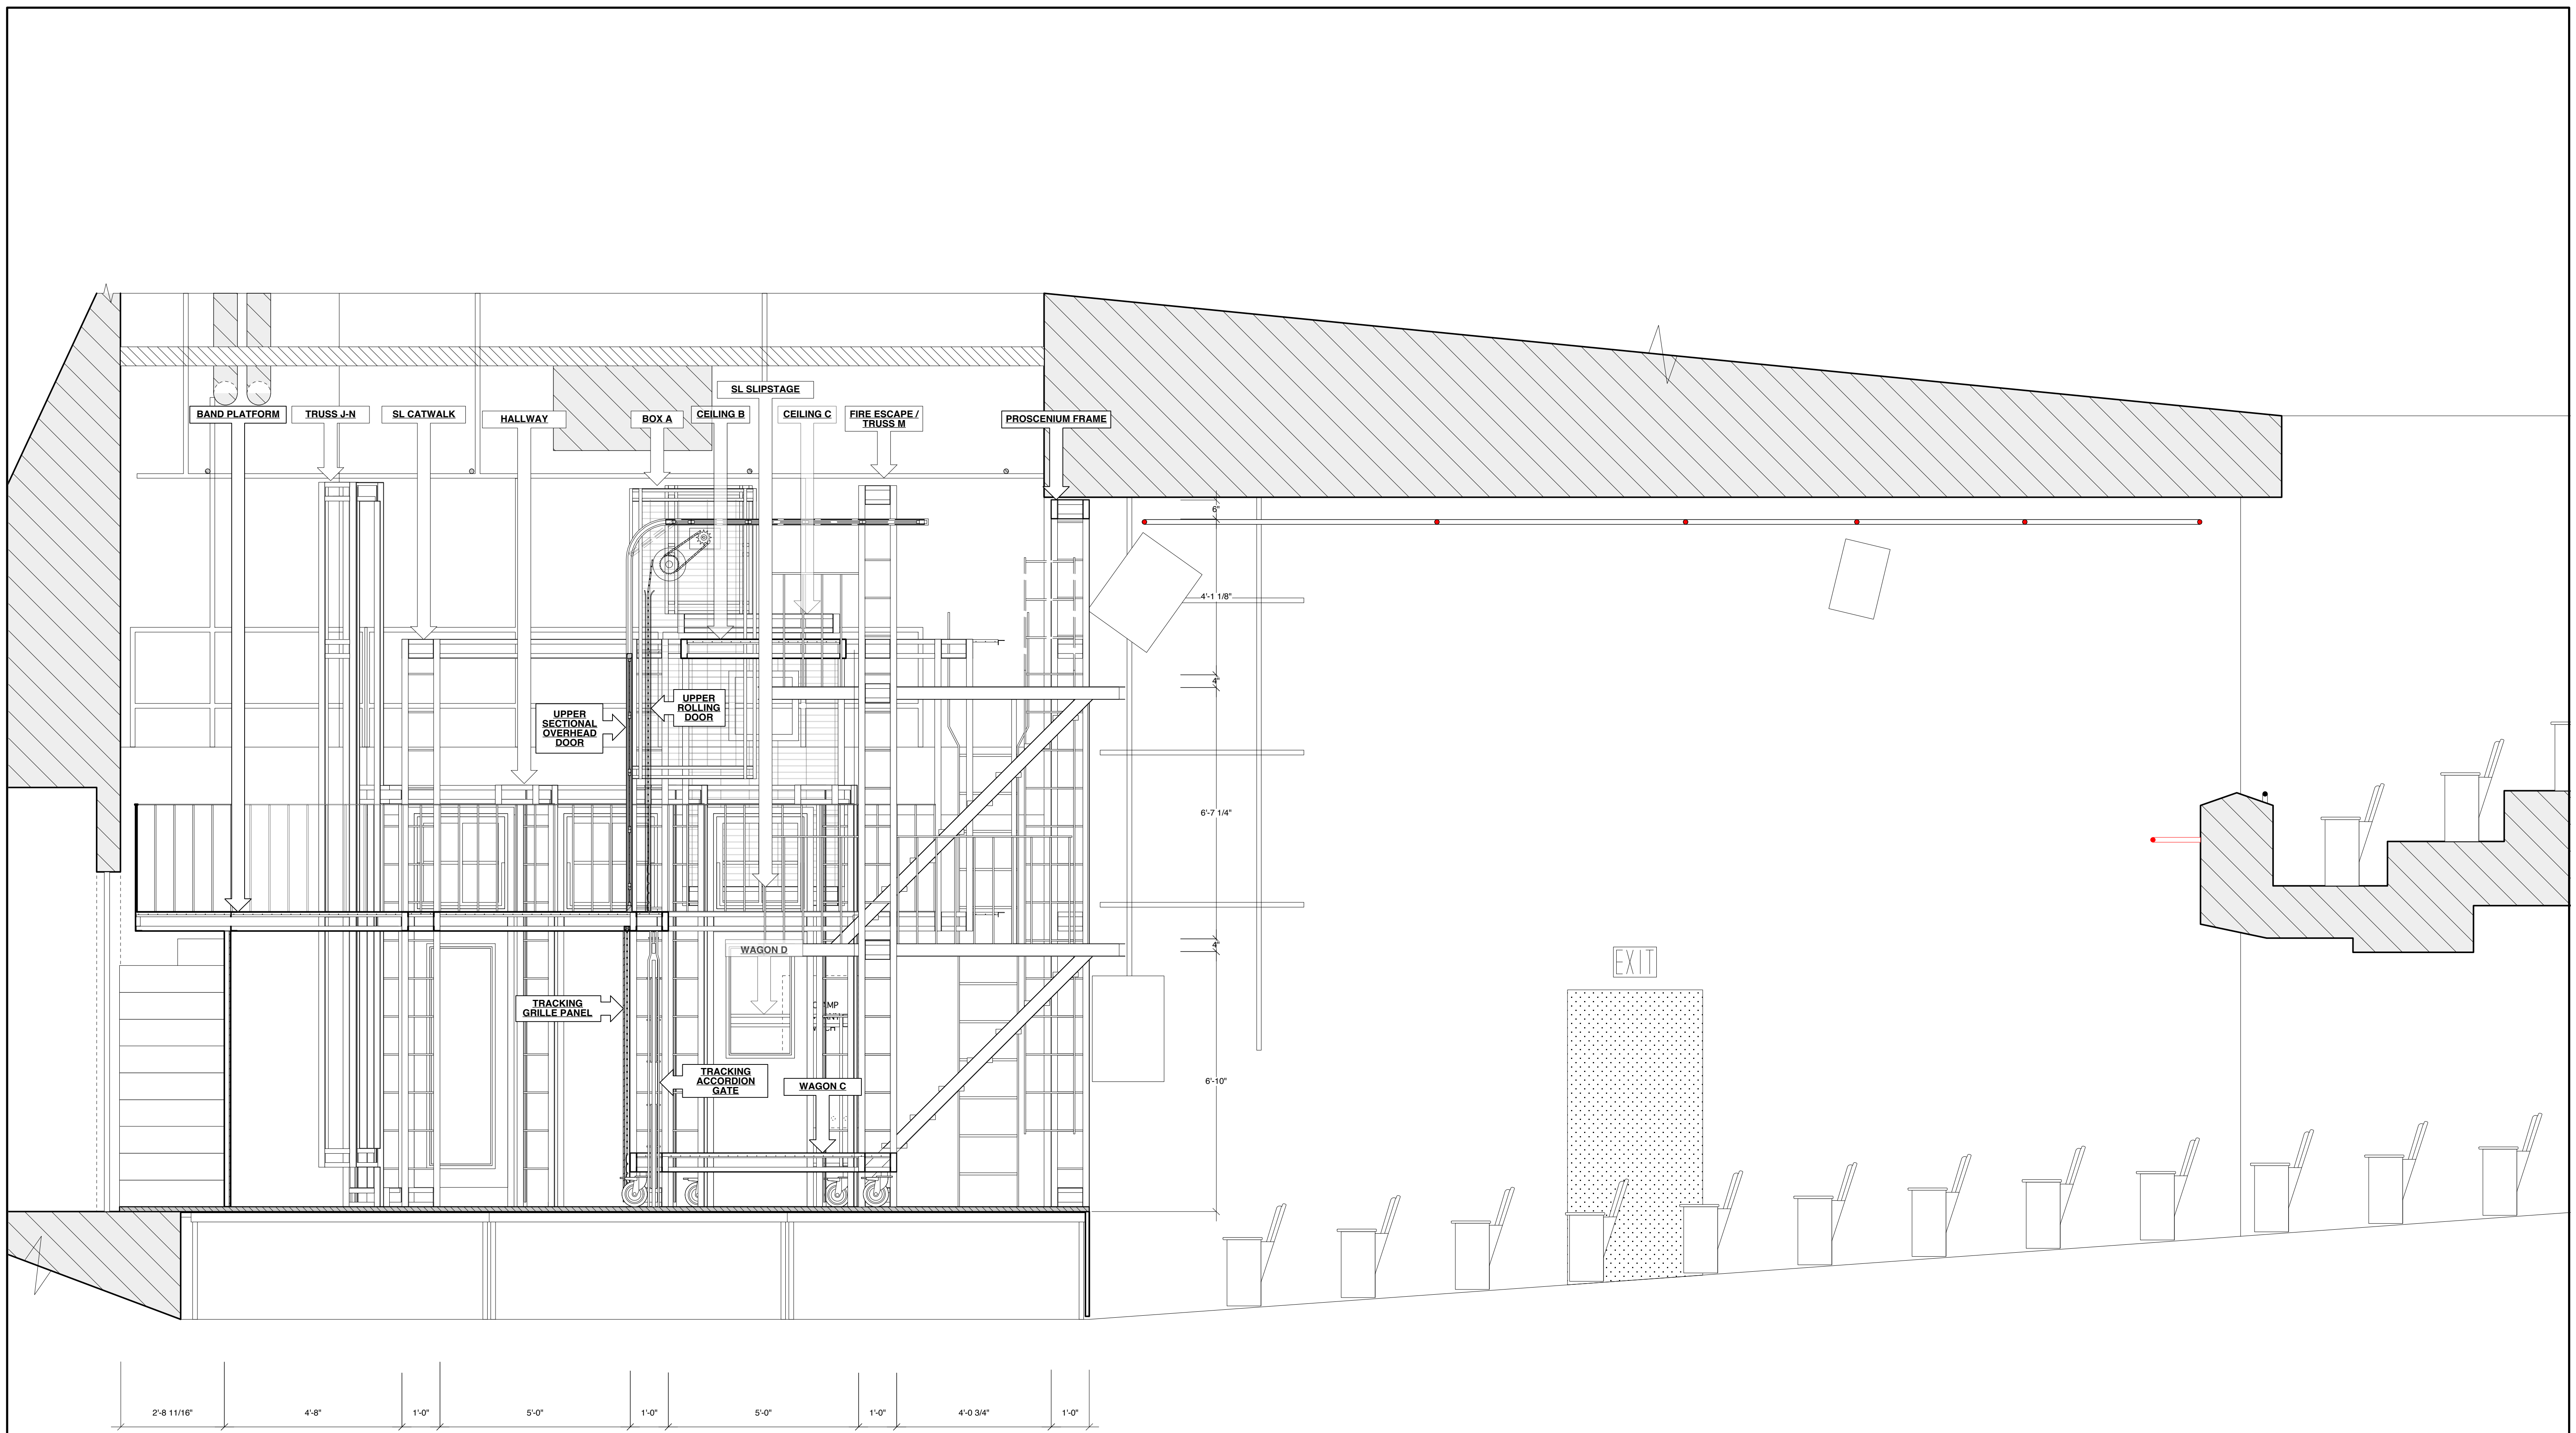 SL SLIPSTAGE
BAND PLATFORM
TRUSS J-N
SL CATWALK
HALLWAY
BOX A
CEILING B
CEILING C
FIRE ESCAPE /
TRUSS M
PROSCENIUM FRAME
6"
4'-1 1/8"
4"
UPPER
SECTIONAL
OVERHEAD
DOOR
UPPER
ROLLING
DOOR
6'-7 1/4"
4"
WAGON D
EXIT
TRACKING
GRILLE PANEL
TRACKING
ACCORDION
GATE
WAGON C
6'-10"
2'-8 11/16"
4'-8"
1'-0"
5'-0"
1'-0"
5'-0"
1'-0"
4'-0 3/4"
1'-0"